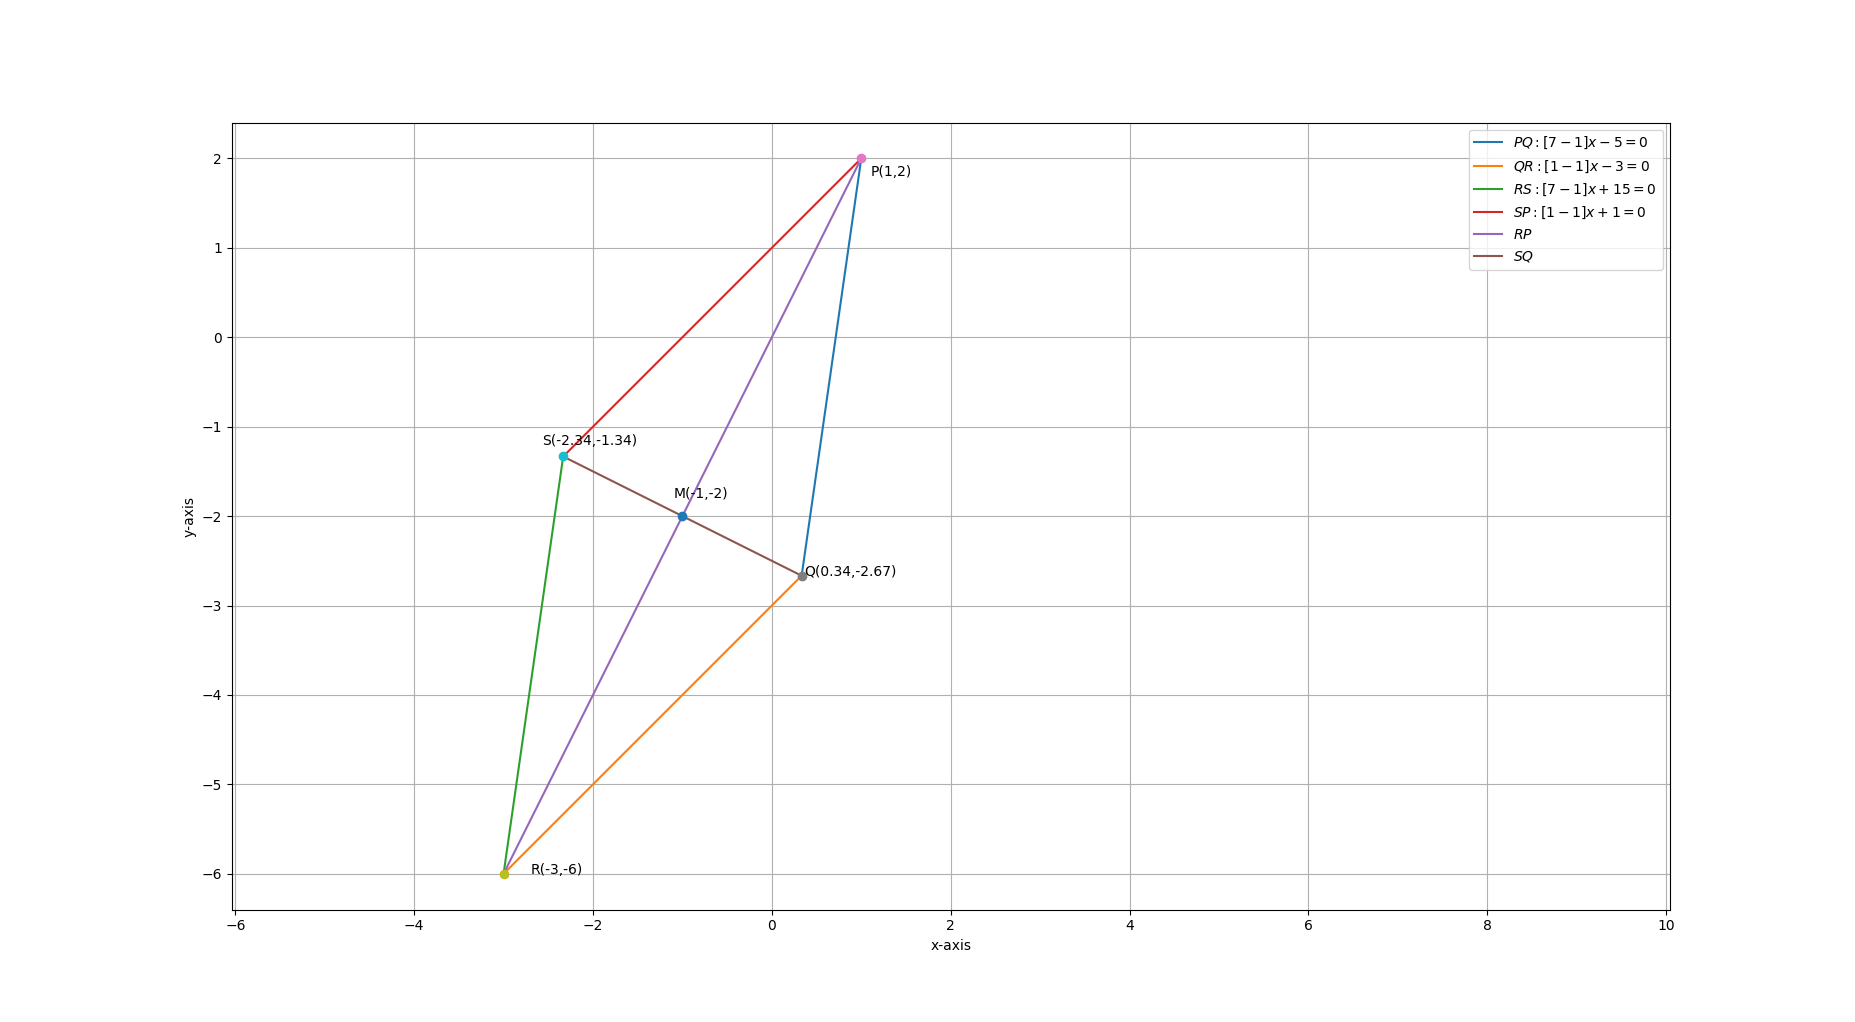 PQ : [7 − 1]x − 5 = 0
QR : [1 − 1]x − 3 = 0
RS : [7 − 1]x + 15 = 0
SP : [1 − 1]x + 1 = 0
RP
SQ
P(1,2)
S(-2.34,-1.34)
M(-1,-2)
Q(0.34,-2.67)
R(-3,-6)
2
1
0
−1
−2
−3
−4
−5
−6
y-axis
−6 −4 −2 0 2 4 6 8 10
x-axis